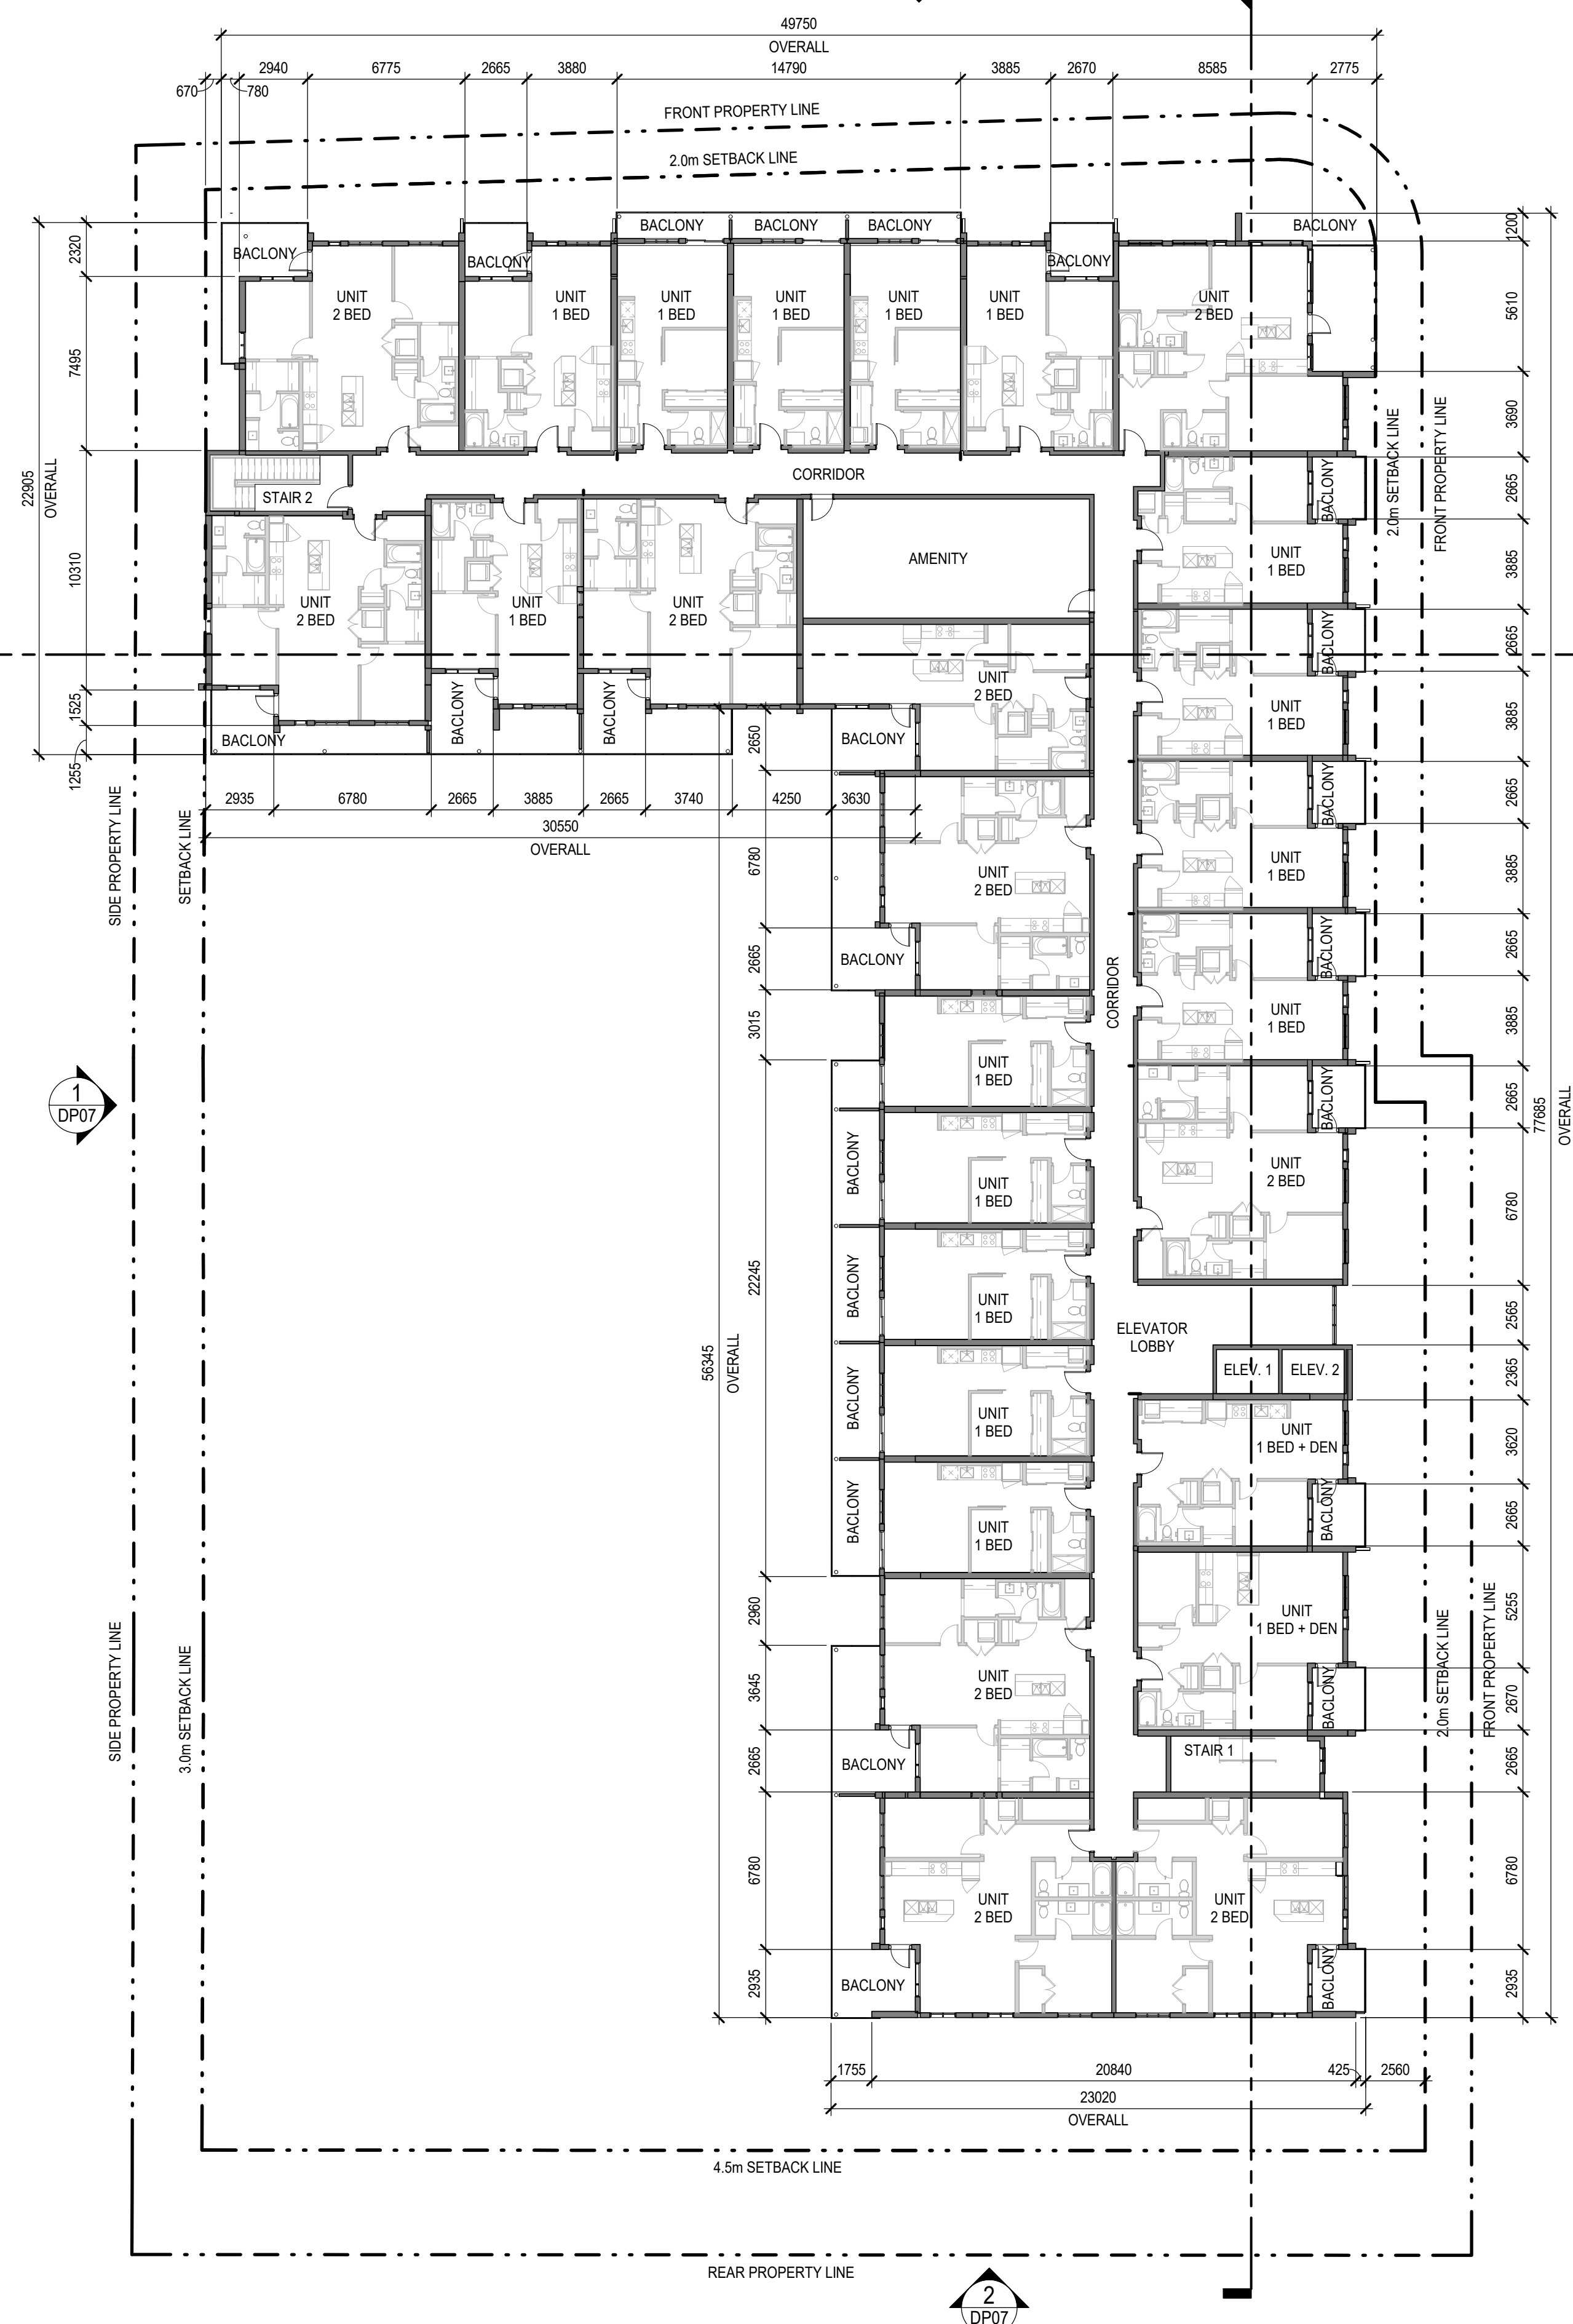 49750
OVERALL
2940
6775
2665
3880
14790
3885
2670
8585
2775
670
780
FRONT PROPERTY LINE
2.0m SETBACK LINE
BACLONY
BACLONY
BACLONY
BACLONY
BACLONY
BACLONY
BACLONY
UNIT
2 BED
UNIT
1 BED
UNIT
1 BED
UNIT
1 BED
UNIT
1 BED
UNIT
1 BED
UNIT
2 BED
2320
7495
22905
OVERALL
10310
1525
1255
1200
5610
3690
2665
3885
2665
3885
2665
3885
2665
3885
2665
6780
2565
2365
3620
2665
5255
2670
2665
6780
2935
77685
OVERALL
2.0m SETBACK LINE
FRONT PROPERTY LINE
CORRIDOR
STAIR 2
AMENITY
UNIT
2 BED
UNIT
1 BED
UNIT
2 BED
UNIT
2 BED
BACLONY
BACLONY
BACLONY
BACLONY
2935
6780
2665
3885
2665
3740
4250
3630
30550
OVERALL
BACLONY
UNIT
1 BED
BACLONY
UNIT
1 BED
BACLONY
UNIT
1 BED
BACLONY
UNIT
1 BED
BACLONY
UNIT
2 BED
SIDE PROPERTY LINE
SETBACK LINE
2650
6780
2665
3015
22245
2960
3645
2665
6780
2935
56345
OVERALL
UNIT
2 BED
BACLONY
CORRIDOR
UNIT
1 BED
BACLONY
UNIT
1 BED
BACLONY
UNIT
1 BED
BACLONY
UNIT
1 BED
BACLONY
UNIT
1 BED
1
DP07
ELEVATOR
LOBBY
ELEV. 1
ELEV. 2
UNIT
1 BED + DEN
BACLONY
UNIT
1 BED + DEN
BACLONY
STAIR 1
UNIT
2 BED
BACLONY
UNIT
2 BED
UNIT
2 BED
BACLONY
BACLONY
SIDE PROPERTY LINE
3.0m SETBACK LINE
2.0m SETBACK LINE
FRONT PROPERTY LINE
1755
20840
425
2560
23020
OVERALL
4.5m SETBACK LINE
REAR PROPERTY LINE
2
DP07